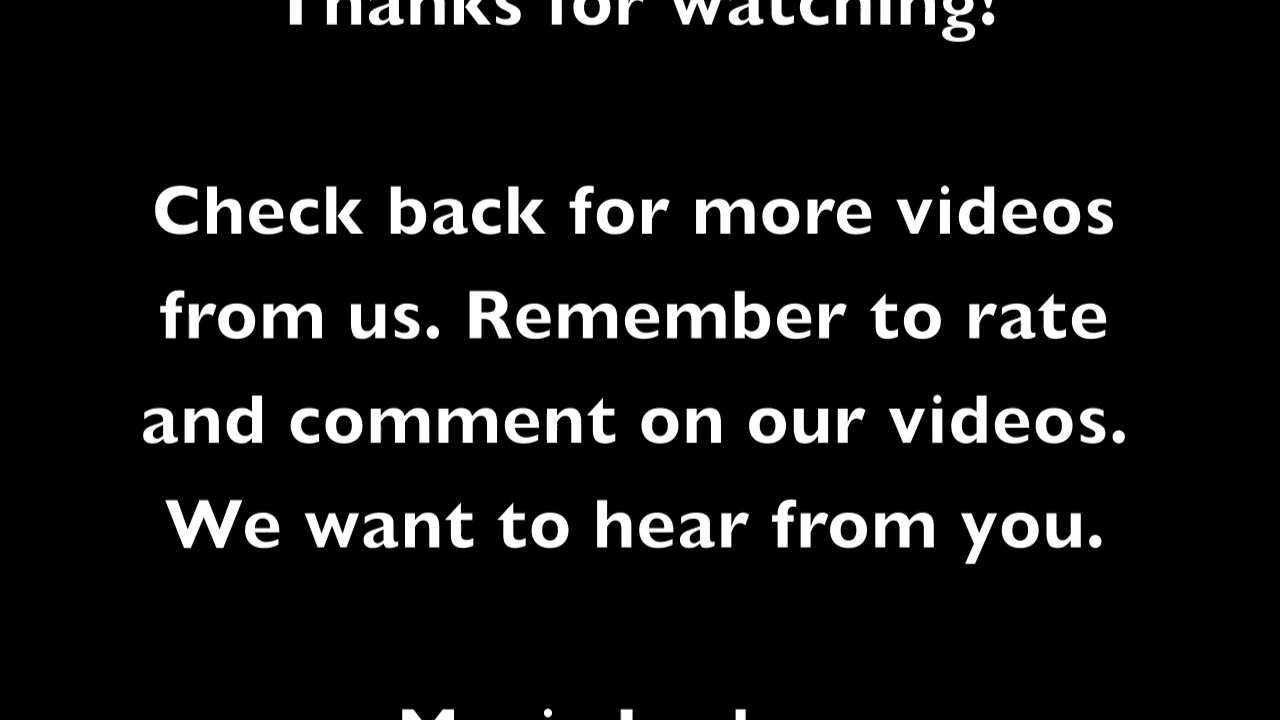 Thanks for watching!
Check back for more videos
from us. Remember to rate
and comment on our videos.
We want to hear from you.